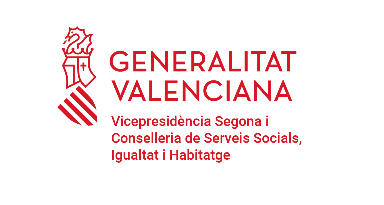 GENERALITAT
VALENCIANA
Vicepresidència Segona i
Conselleria de Serveis Socials,
Igualtat i Habitatge